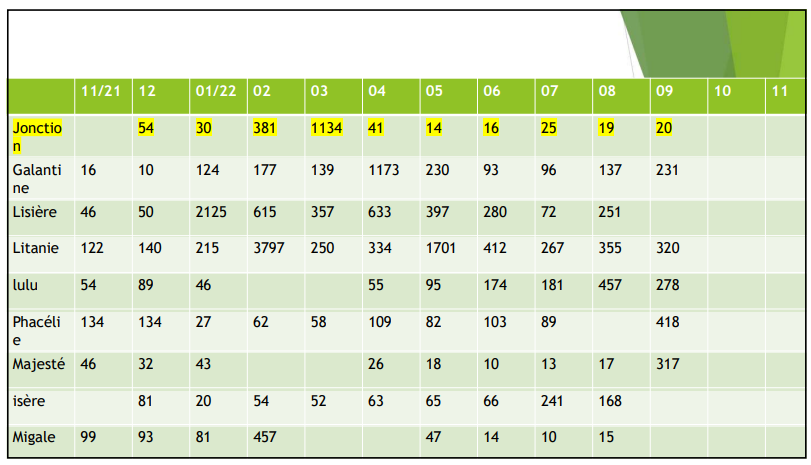 11/21 12 01/22 02 03 04 05 06 07 08 09 10 11
Jonctio 54 30 381 1134 41 14 16 25 19 20
n
Galanti 16 10 124 177 139 1173 230 93 96 137 231
ne
Lisière 46 50 2125 615 357 633 397 280 72 251
Litanie 122 140 215 3797 250 334 1701 412 267 355 320
lulu 54 89 46 55 95 174 181 457 278
Phacéli 134 134 27 62 58 109 82 103 89 418
e
Majesté 46 32 43 26 18 10 13 17 317
isère 81 20 54 52 63 65 66 241 168
Migale 99 93 81 457 47 14 10 15